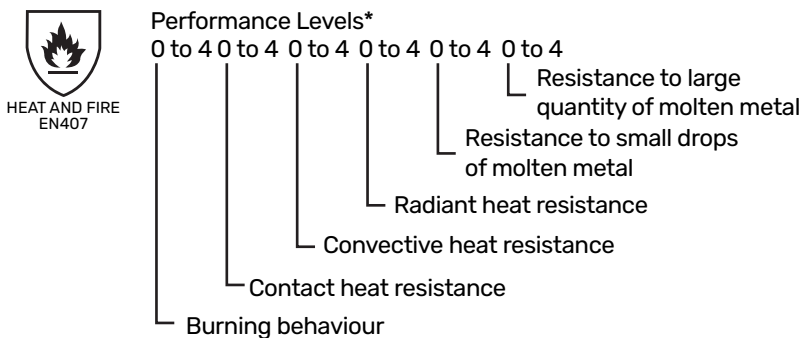 Performance Levels*
0 to 4 0 to 4 0 to 4 0 to 4 0 to 4 0 to 4
HEAT AND FIRE
EN407
Resistance to large
quantity of molten metal
Resistance to small drops
of molten metal
Radiant heat resistance
Convective heat resistance
Contact heat resistance
Burning behaviour